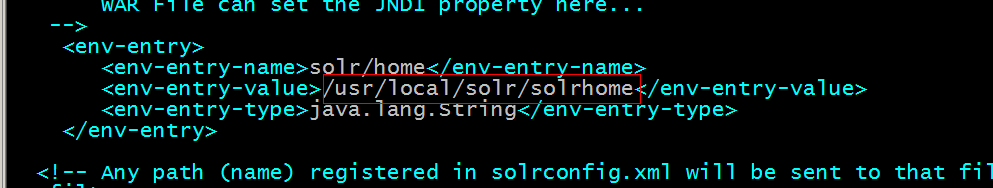 WAR File can set the JNDI property here...
-->
<env-entry>
<env-entry-name>solr/home</env-entry-name>
<env-entry-value>/usr/local/solr/solrhome</env-entry-value>
<env-entry-type>java.lang.String</env-entry-type>
</env-entry>
<!-- Any path (name) registered in solrconfig.xml will be sent to that fil